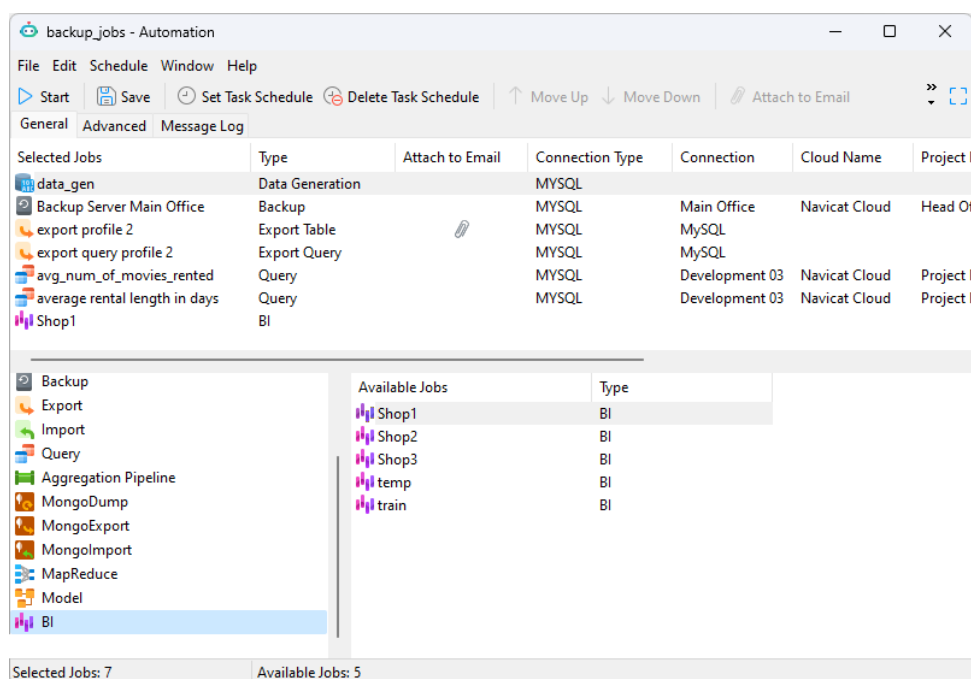 backup_jobs - Automation
File Edit Schedule Window Help
Start Save Set Task Schedule Delete Task Schedule Move Up Move Down Attach to Email
General Advanced Message Log
Selected Jobs Type Attach to Email Connection Type Connection Cloud Name Project
data_gen Data Generation MYSQL
Backup Server Main Office Backup MYSQL Main Office Navicat Cloud Head
export profile 2 Export Table MYSQL MySQL
export query profile 2 Export Query MYSQL MySQL
avg_num_of_movies_rented Query MYSQL Development 03 Navicat Cloud Project
average rental length in days Query MYSQL Development 03 Navicat Cloud Project
Shop1 BI
Backup
Export
Import
Query
Aggregation Pipeline
MongoDump
MongoExport
MongoImport
MapReduce
Model
BI
Available Jobs Type
Shop1 BI
Shop2 BI
Shop3 BI
temp BI
train BI
Selected Jobs: 7 Available Jobs: 5